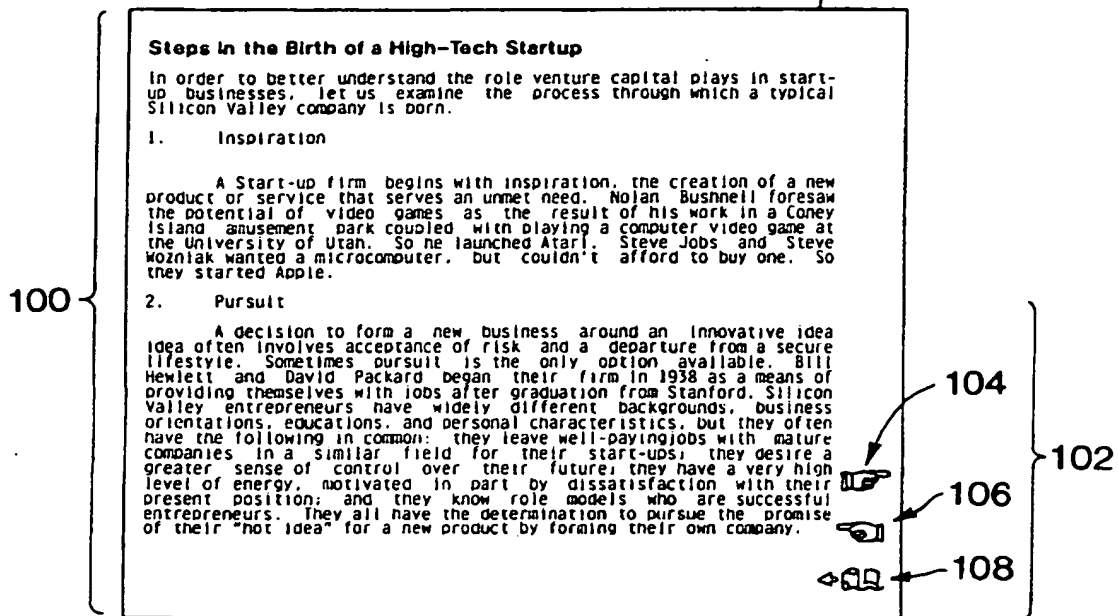 Steps in the Birth of a High-Tech Startup
In order to better understand the role venture capital plays in start-
up businesses, let us examine the process through which a typical
Silicon Valley company is born.
1. Inspiration
A Start-up firm begins with inspiration, the creation of a new
product or service that serves an unmet need. Nolan Bushnell foresaw
the potential of video games as the result of his work in a Coney
Island amusement park coupled with playing a computer video game at
the University of Utah. So he launched Atari. Steve Jobs and Steve
Wozniak wanted a microcomputer, but couldn't afford to buy one. So
they started Apple.
100
2. Pursuit
A decision to form a new business around an innovative idea
idea often involves acceptance of risk and a departure from a secure
lifestyle. Sometimes pursuit is the only option available. Bill
Hewlett and David Packard began their firm in 1938 as a means of
providing themselves with jobs after graduation from Stanford. Silicon
Valley entrepreneurs have widely different backgrounds, business
orientations, educations, and personal characteristics, but they often
have the following in common: they leave well-payingjobs with mature
companies in a similar field for their start-ups; they desire a
greater sense of control over their future; they have a very high
level of energy, motivated in part by dissatisfaction with their
present position; and they know role models who are successful
entrepreneurs. They all have the determination to pursue the promise
of their "hot idea" for a new product by forming their own company.
104
102
106
108